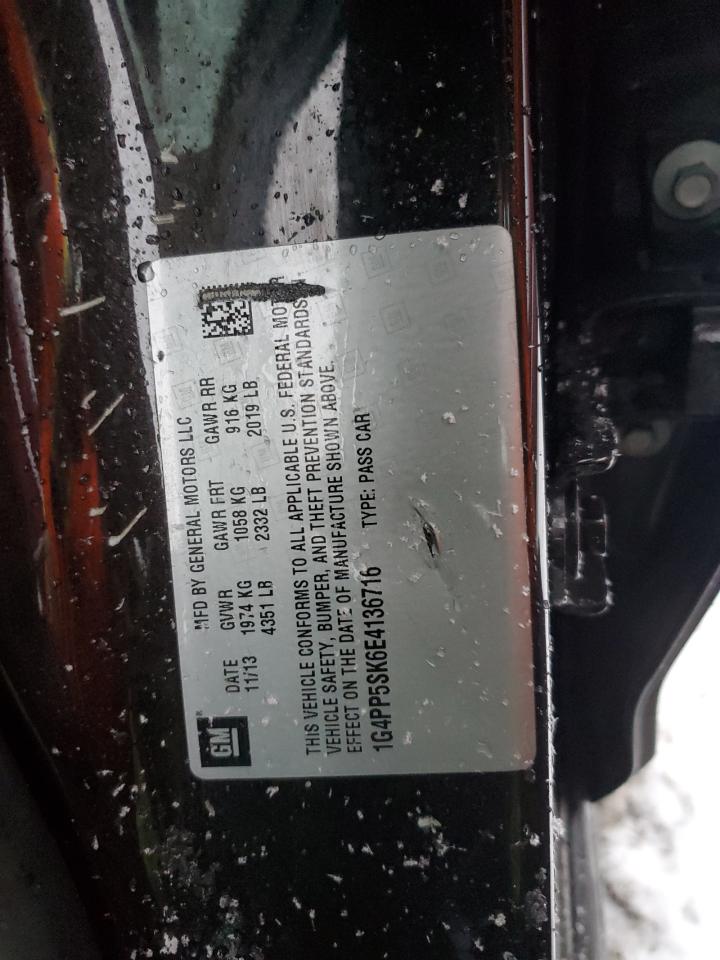 GM®
MFD BY GENERAL MOTORS LLC
DATE GVWR GAWR FRT GAWR RR
11/13 1974 KG 1058 KG 916 KG
4351 LB 2332 LB 2019 LB
THIS VEHICLE CONFORMS TO ALL APPLICABLE U.S. FEDERAL MOTOR
VEHICLE SAFETY, BUMPER, AND THEFT PREVENTION STANDARDS IN
EFFECT ON THE DATE OF MANUFACTURE SHOWN ABOVE.
1G4PP5SK6E4136716 TYPE: PASS CAR